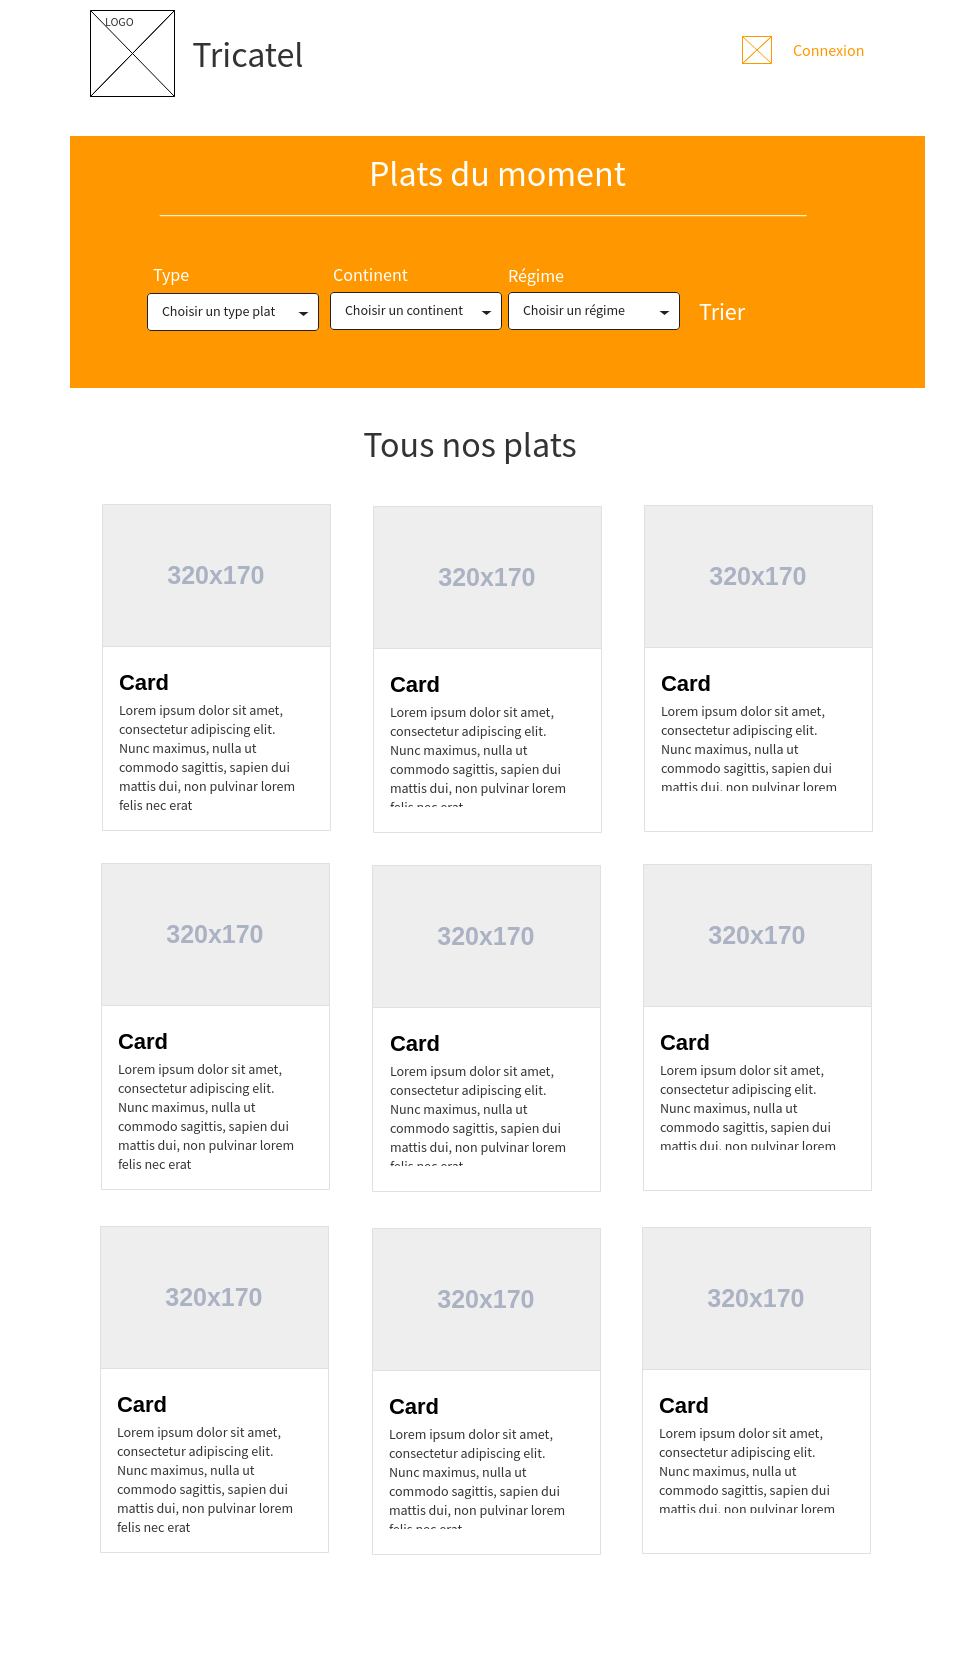 LOGO
Tricatel
Connexion
Plats du moment
Type
Continent
Régime
Choisir un type plat
Choisir un continent
Choisir un régime
Trier
Tous nos plats
320x170
320x170
320x170
Card
Lorem ipsum dolor sit amet,
consectetur adipiscing elit.
Nunc maximus, nulla ut
commodo sagittis, sapien dui
mattis dui, non pulvinar lorem
felis nec erat
Card
Lorem ipsum dolor sit amet,
consectetur adipiscing elit.
Nunc maximus, nulla ut
commodo sagittis, sapien dui
mattis dui, non pulvinar lorem
felis nec erat
Card
Lorem ipsum dolor sit amet,
consectetur adipiscing elit.
Nunc maximus, nulla ut
commodo sagittis, sapien dui
mattis dui, non pulvinar lorem
320x170
320x170
320x170
Card
Lorem ipsum dolor sit amet,
consectetur adipiscing elit.
Nunc maximus, nulla ut
commodo sagittis, sapien dui
mattis dui, non pulvinar lorem
felis nec erat
Card
Lorem ipsum dolor sit amet,
consectetur adipiscing elit.
Nunc maximus, nulla ut
commodo sagittis, sapien dui
mattis dui, non pulvinar lorem
felis nec erat
Card
Lorem ipsum dolor sit amet,
consectetur adipiscing elit.
Nunc maximus, nulla ut
commodo sagittis, sapien dui
mattis dui, non pulvinar lorem
320x170
320x170
320x170
Card
Lorem ipsum dolor sit amet,
consectetur adipiscing elit.
Nunc maximus, nulla ut
commodo sagittis, sapien dui
mattis dui, non pulvinar lorem
felis nec erat
Card
Lorem ipsum dolor sit amet,
consectetur adipiscing elit.
Nunc maximus, nulla ut
commodo sagittis, sapien dui
mattis dui, non pulvinar lorem
felis nec erat
Card
Lorem ipsum dolor sit amet,
consectetur adipiscing elit.
Nunc maximus, nulla ut
commodo sagittis, sapien dui
mattis dui, non pulvinar lorem